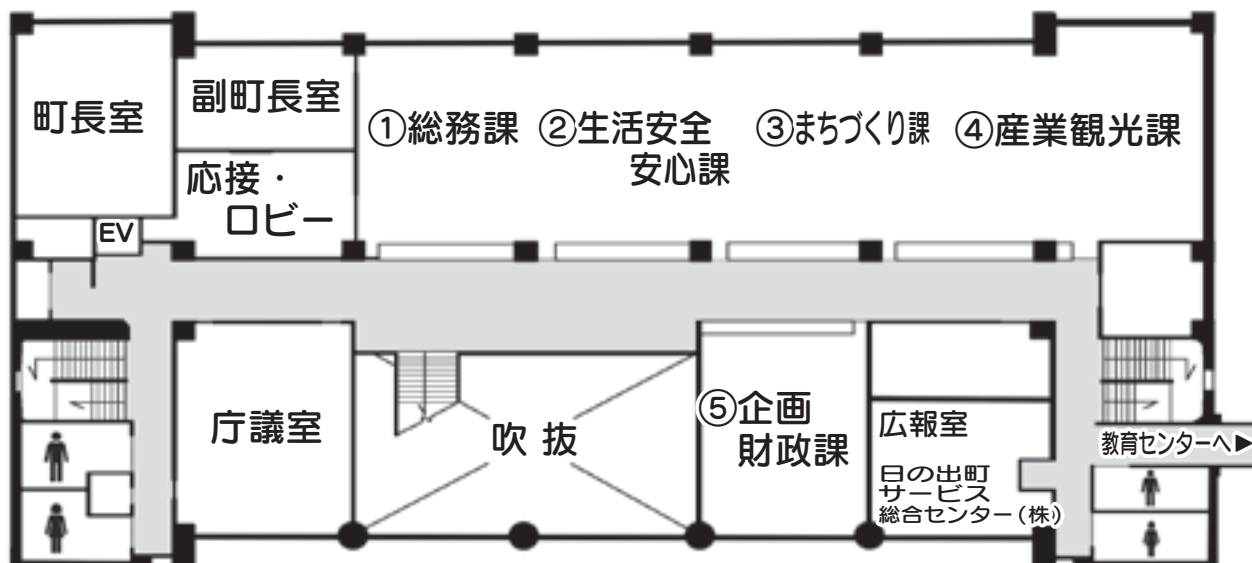 町長室
副町長室
応接・
ロビー
EV
①総務課
②生活安全
安心課
③まちづくり課
④産業観光課
庁議室
吹抜
⑤企画
財政課
広報室
日の出町
サービス
総合センター(株)
教育センターへ▶